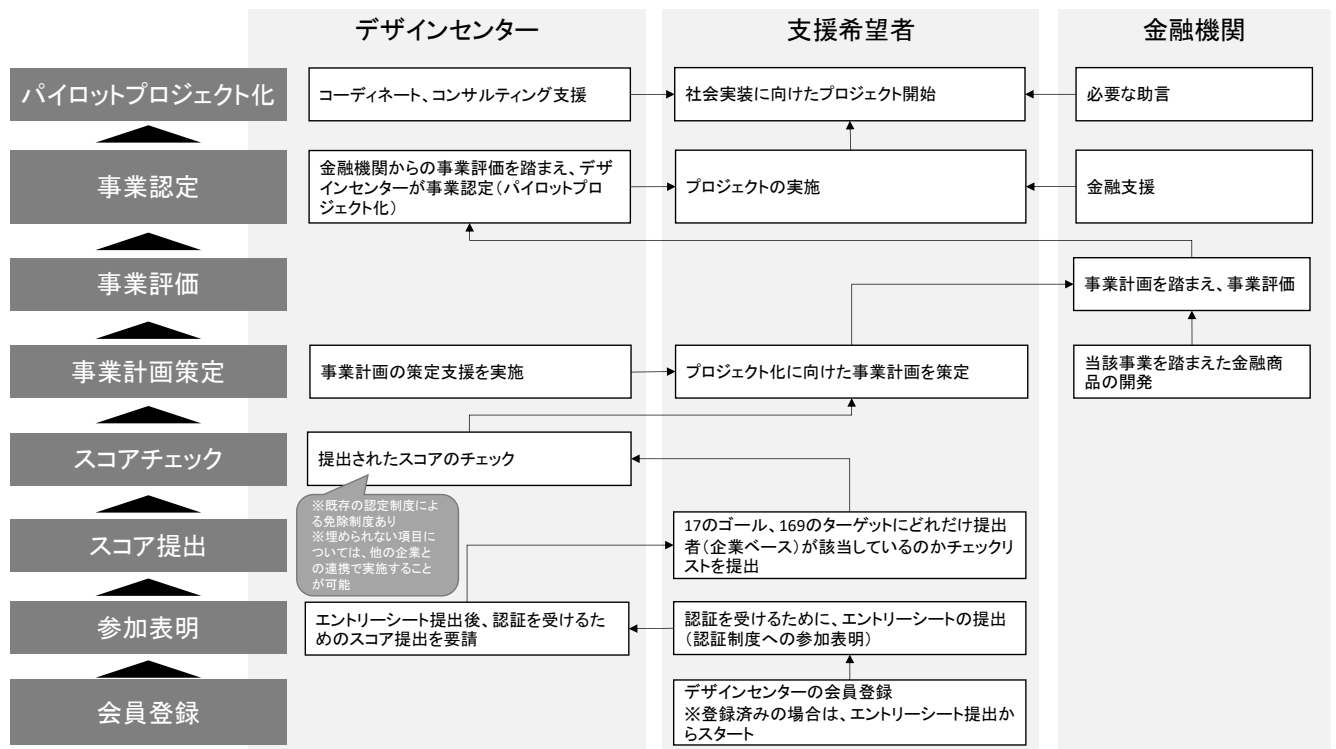 デザインセンター
支援希望者
金融機関
パイロットプロジェクト化
コーディネート、コンサルティング支援
社会実装に向けたプロジェクト開始
必要な助言
事業認定
金融機関からの事業評価を踏まえ、デザ
インセンターが事業認定(パイロットプロ
ジェクト化)
プロジェクトの実施
金融支援
事業評価
事業計画を踏まえ、事業評価
事業計画策定
事業計画の策定支援を実施
プロジェクト化に向けた事業計画を策定
当該事業を踏まえた金融商
品の開発
スコアチェック
提出されたスコアのチェック
※既存の認定制度によ
る免除制度あり
※埋められない項目に
ついては、他の企業と
の連携で実施すること
が可能
スコア提出
17のゴール、169のターゲットにどれだけ提出
者(企業ベース)が該当しているのかチェックリ
ストを提出
参加表明
エントリーシート提出後、認証を受けるた
めのスコア提出を要請
認証を受けるために、エントリーシートの提出
(認証制度への参加表明)
会員登録
デザインセンターの会員登録
※登録済みの場合は、エントリーシート提出か
らスタート